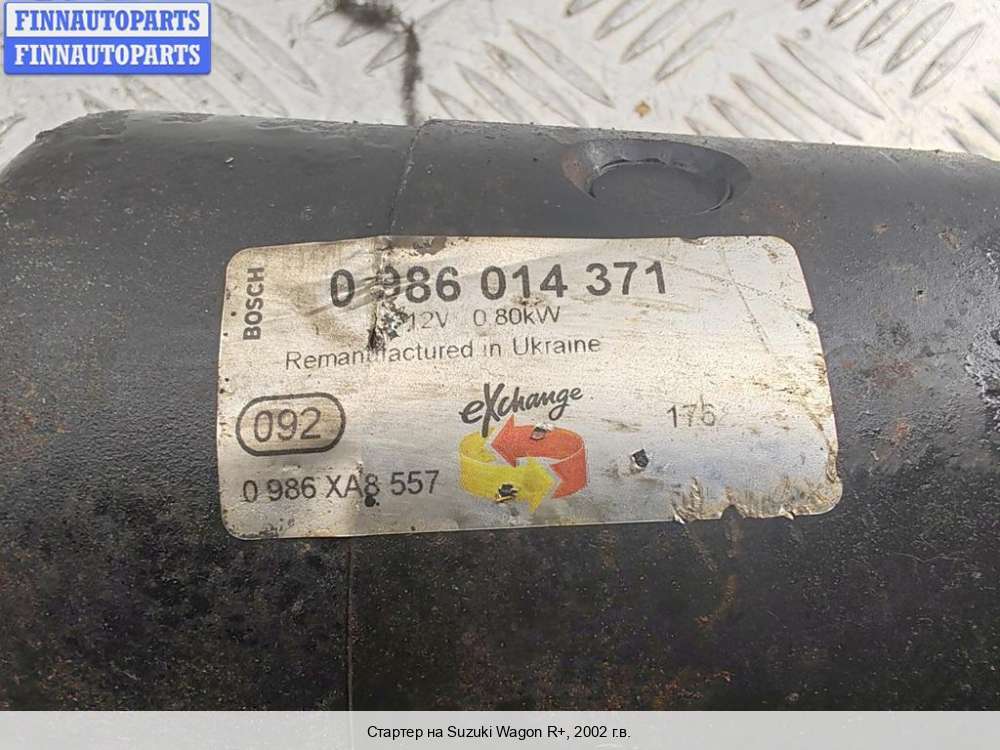 FINNAUTOPARTS
FINNAUTOPARTS
BOSCH
0 986 014 371
12V 0.80kW
Remanufactured in Ukraine
eXchange
092
176
0 986 XA8 557
Стартер на Suzuki Wagon R+, 2002 г.в.